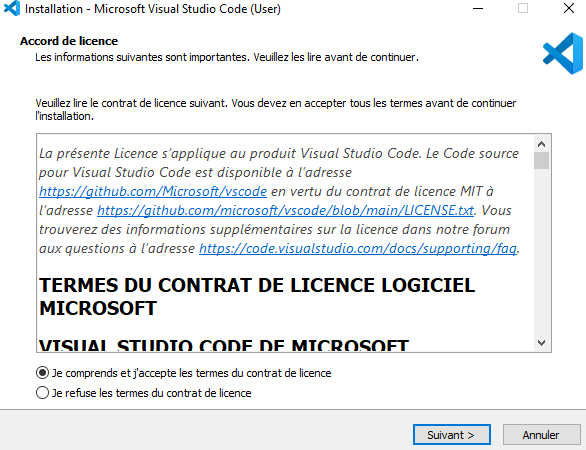 Installation - Microsoft Visual Studio Code (User)
Accord de licence
Les informations suivantes sont importantes. Veuillez les lire avant de continuer.
Veuillez lire le contrat de licence suivant. Vous devez en accepter tous les termes avant de continuer
l'installation.
La présente Licence s'applique au produit Visual Studio Code. Le Code source
pour Visual Studio Code est disponible à l'adresse
https://github.com/Microsoft/vscode en vertu du contrat de licence MIT à
l'adresse https://github.com/microsoft/vscode/blob/main/LICENSE.txt. Vous
trouverez des informations supplémentaires sur la licence dans notre forum
aux questions à l'adresse https://code.visualstudio.com/docs/supporting/faq.
TERMES DU CONTRAT DE LICENCE LOGICIEL
MICROSOFT
VISUAL STUDIO CODE DE MICROSOFT
Je comprends et j'accepte les termes du contrat de licence
Je refuse les termes du contrat de licence
Suivant >
Annuler